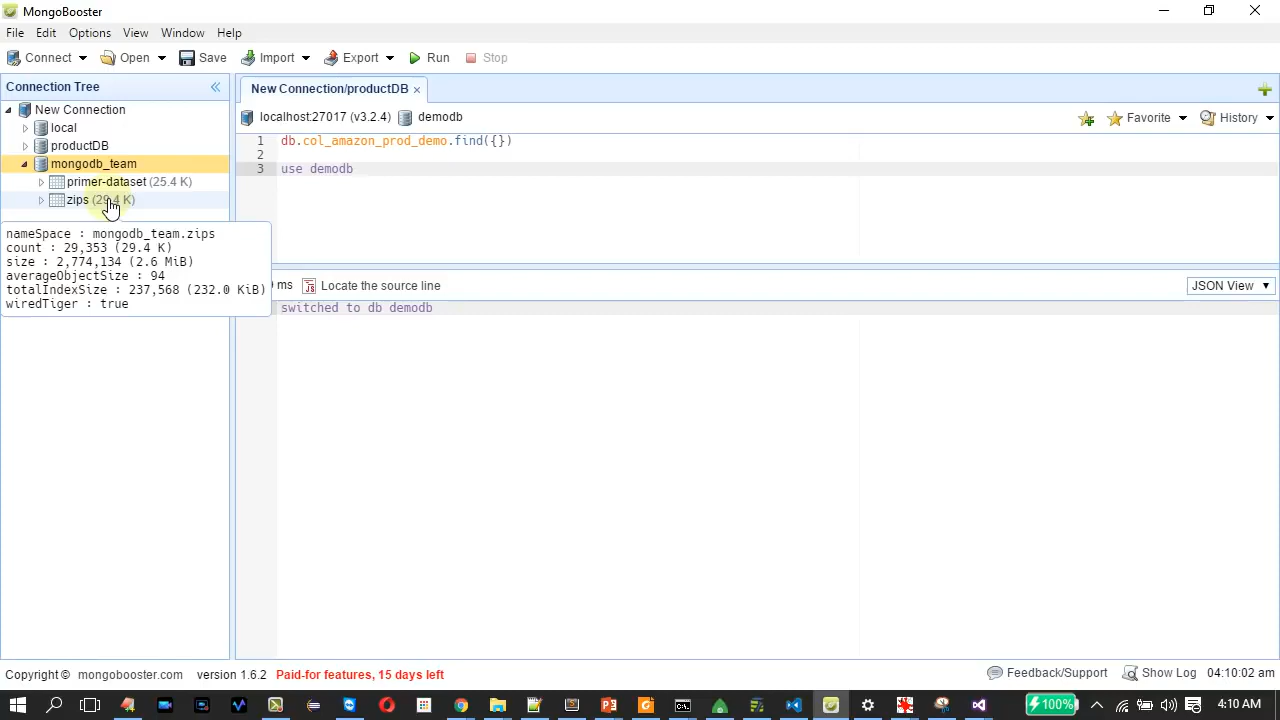 MongoBooster
File Edit Options View Window Help
Connect Open Save Import Export Run Stop
Connection Tree
New Connection/productDB
New Connection
local
productDB
mongodb_team
primer-dataset (25.4 K)
zips (29.4 K)
nameSpace : mongodb_team.zips
count : 29,353 (29.4 K)
size : 2,774,134 (2.6 MiB)
averageObjectSize : 94
totalIndexSize : 237,568 (232.0 KiB)
wiredTiger : true
localhost:27017 (v3.2.4) demodb
Favorite History
1 db.col_amazon_prod_demo.find({})
2
3 use demodb
ms Locate the source line
JSON View
switched to db demodb
Copyright © mongobooster.com version 1.6.2 Paid-for features, 15 days left
Feedback/Support Show Log 04:10:02 am
100% 4:10 AM